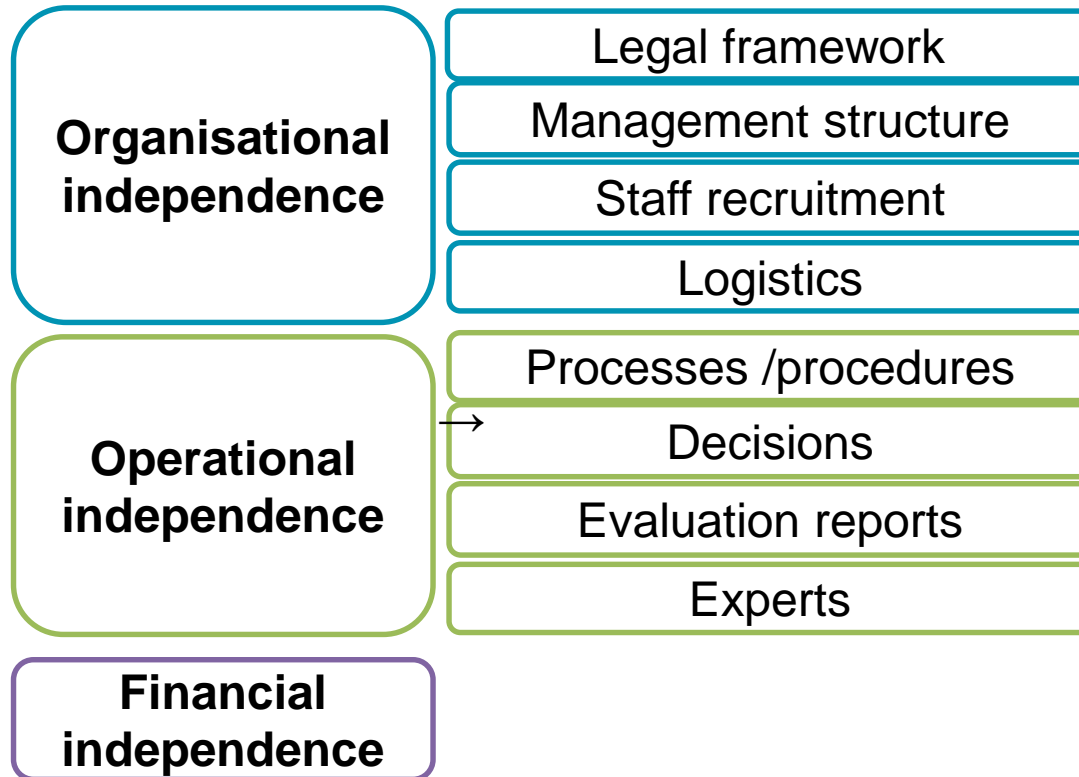 Organisational
independence
Legal framework
Management structure
Staff recruitment
Logistics
Operational
independence
→
Processes /procedures
Decisions
Evaluation reports
Experts
Financial
independence